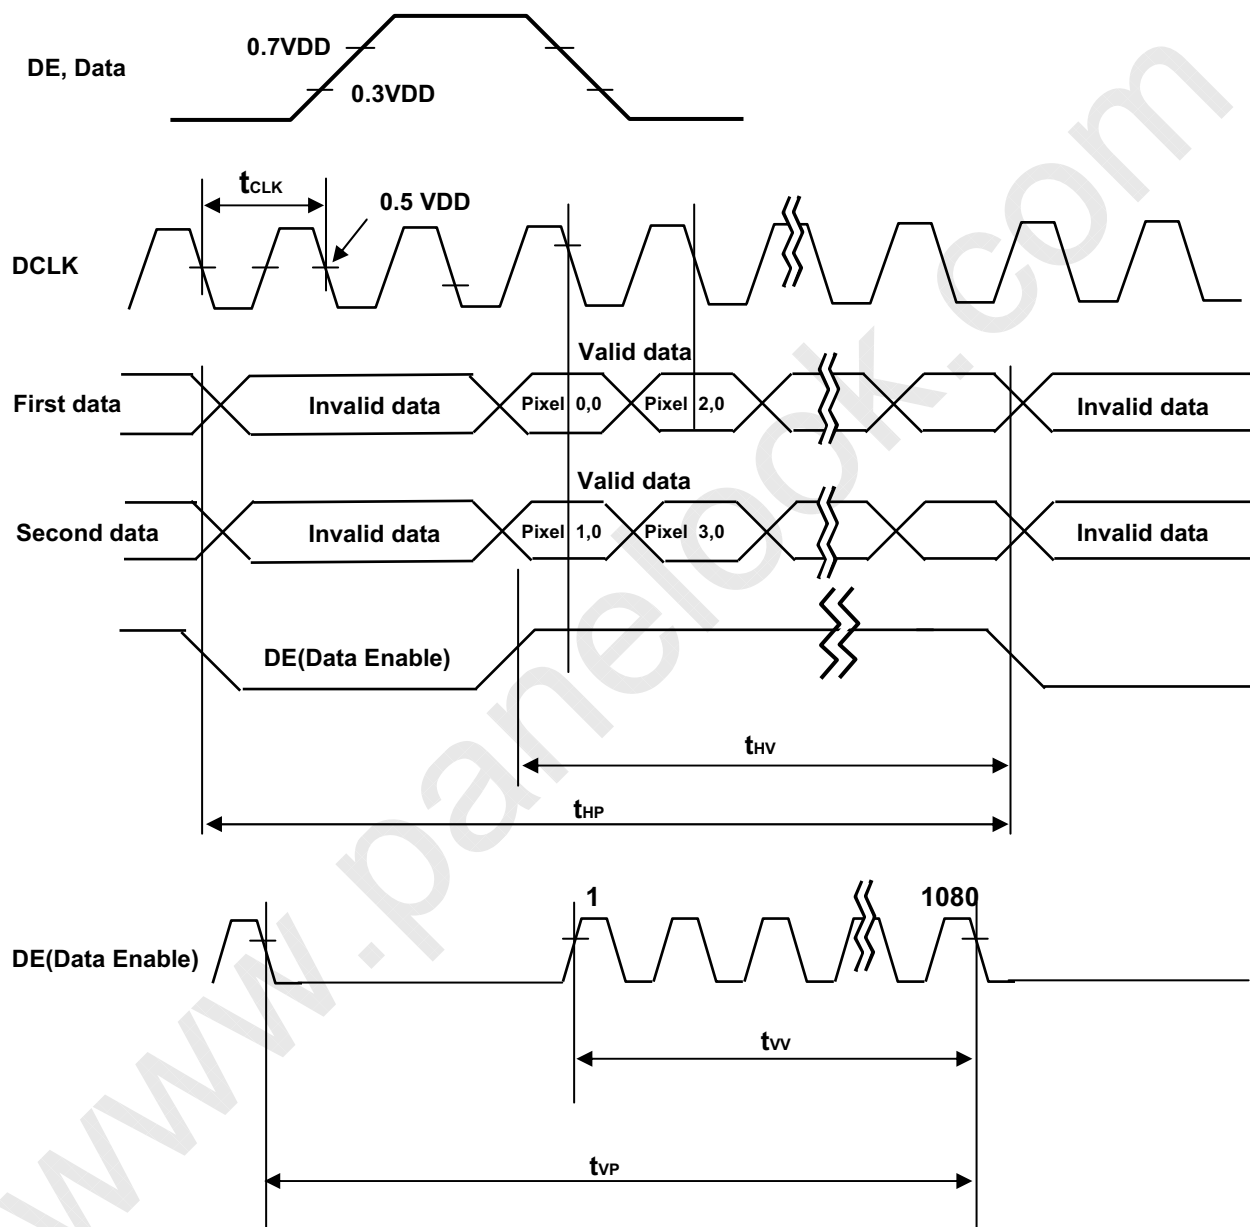 0.7VDD
DE, Data
0.3VDD
tCLK
0.5 VDD
DCLK
Valid data
First data
Invalid data
Pixel 0,0
Pixel 2,0
Invalid data
Valid data
Second data
Invalid data
Pixel 1,0
Pixel 3,0
Invalid data
DE(Data Enable)
tHV
tHP
1
1080
DE(Data Enable)
tVV
tVP
www.panelook.com